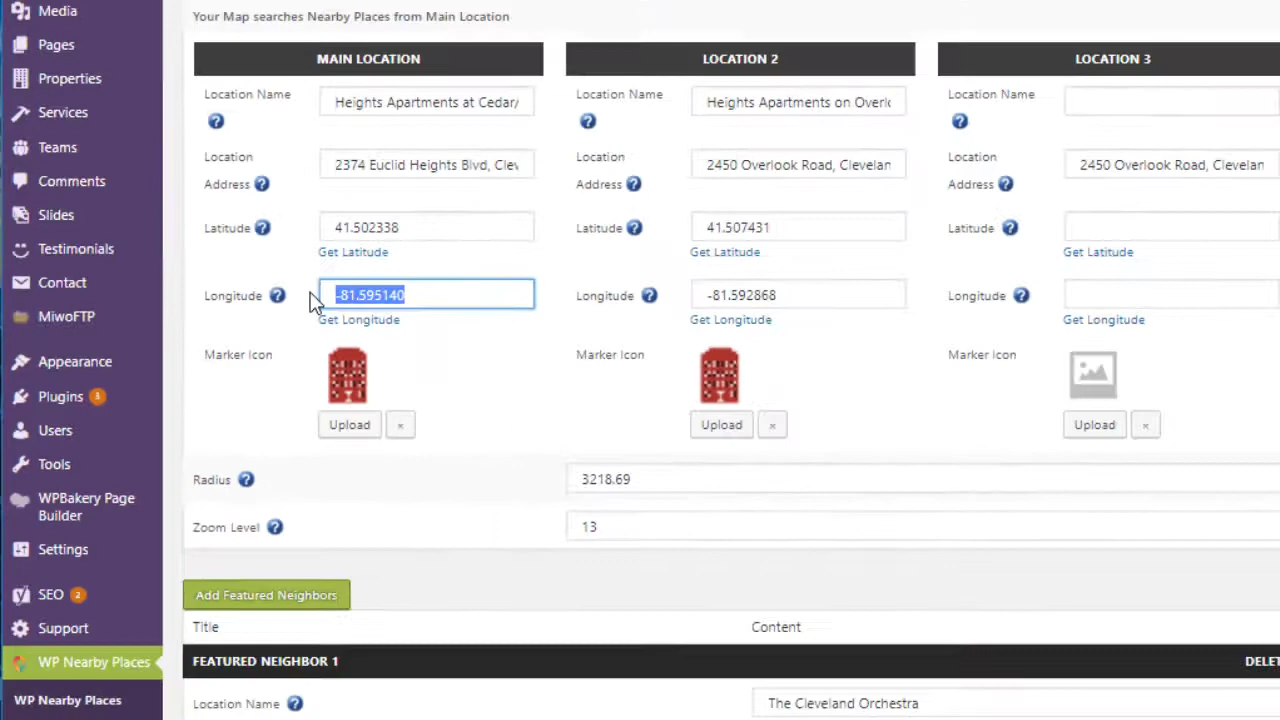 Media
Pages
Properties
Services
Teams
Comments
Slides
Testimonials
Contact
MiwoFTP
Appearance
Plugins 8
Users
Tools
WPBakery Page
Builder
Settings
SEO 2
Support
WP Nearby Places
WP Nearby Places
Your Map searches Nearby Places from Main Location
MAIN LOCATION
Location Name
Heights Apartments at Cedar/
Location
Address
2374 Euclid Heights Blvd, Clev
Latitude
41.502338
Get Latitude
Longitude
-81.595140
Get Longitude
Marker Icon
Upload ×
LOCATION 2
Location Name
Heights Apartments on Overlo
Location
Address
2450 Overlook Road, Clevelan
Latitude
41.507431
Get Latitude
Longitude
-81.592868
Get Longitude
Marker Icon
Upload ×
LOCATION 3
Location Name
Location
Address
2450 Overlook Road, Clevelan
Latitude
Get Latitude
Longitude
Get Longitude
Marker Icon
Upload ×
Radius 3218.69
Zoom Level 13
Add Featured Neighbors
Title Content
FEATURED NEIGHBOR 1 DELET
Location Name The Cleveland Orchestra